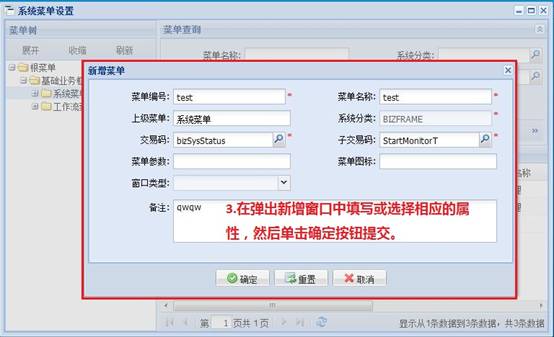 系统菜单设置
菜单树
菜单查询
展开 收缩 刷新
菜单名称:
系统分类:
根菜单
基础业务框
系统菜单
工作流
新增菜单
菜单编号: test *
菜单名称: test *
上级菜单: 系统菜单
系统分类: BIZFRAME *
交易码: bizSysStatus *
子交易码: StartMonitorT *
菜单参数:
菜单图标:
窗口类型:
备注: qwqw
3.在弹出新增窗口中填写或选择相应的属
性，然后单击确定按钮提交。
确定 重置 取消
名称
理
理
第 1 页共 1 页
显示从1条数据到3条数据，共3条数据